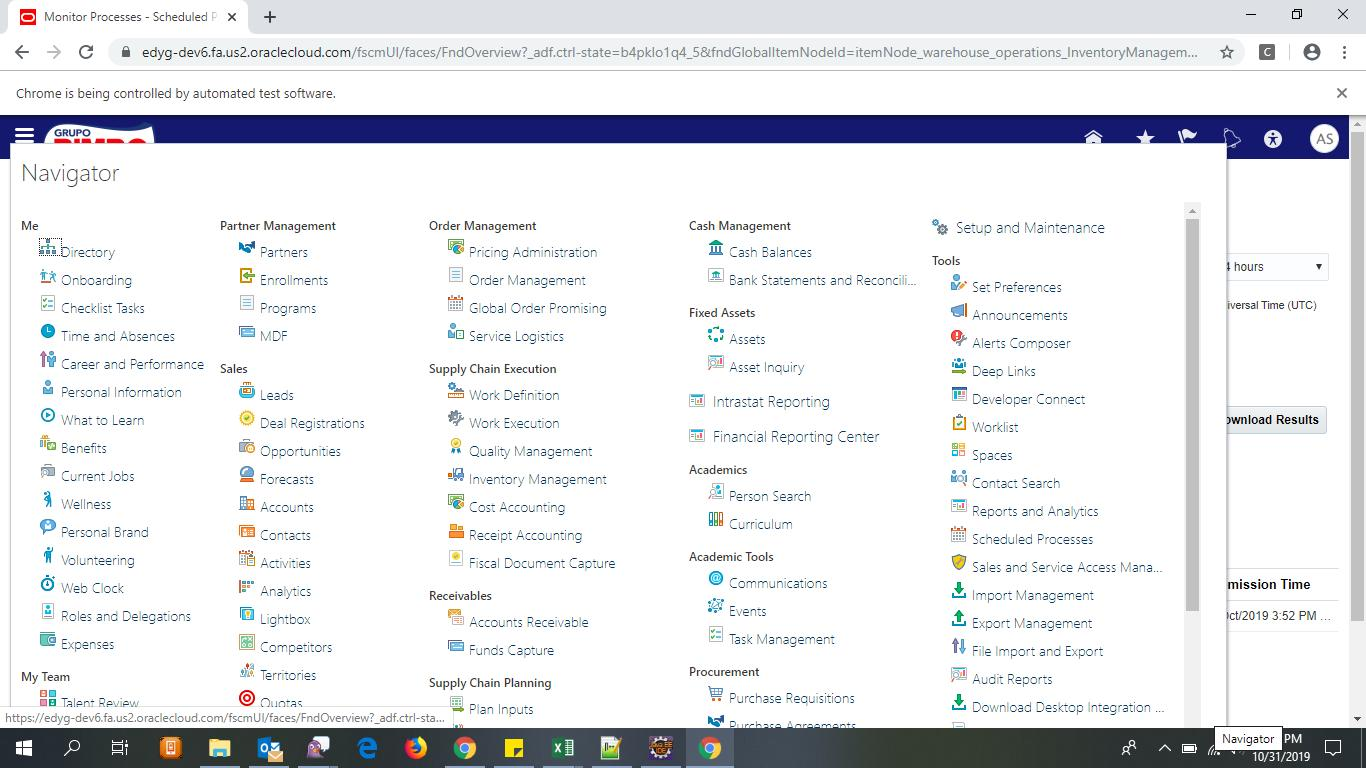 Monitor Processes - Scheduled P
edyg-dev6.fa.us2.oraclecloud.com/fscmUI/faces/FndOverview?_adf.ctrl-state=b4pklo1q4_5&fndGlobalItemNodeId=itemNode_warehouse_operations_InventoryManagem...
C
Chrome is being controlled by automated test software.
GRUPO
BIMBO
AS
Navigator
Me
Directory
Onboarding
Checklist Tasks
Time and Absences
Career and Performance
Personal Information
What to Learn
Benefits
Current Jobs
Wellness
Personal Brand
Volunteering
Web Clock
Roles and Delegations
Expenses
My Team
Talent Review
Partner Management
Partners
Enrollments
Programs
MDF
Sales
Leads
Deal Registrations
Opportunities
Forecasts
Accounts
Contacts
Activities
Analytics
Lightbox
Competitors
Territories
Quotas
Order Management
Pricing Administration
Order Management
Global Order Promising
Service Logistics
Supply Chain Execution
Work Definition
Work Execution
Quality Management
Inventory Management
Cost Accounting
Receipt Accounting
Fiscal Document Capture
Receivables
Accounts Receivable
Funds Capture
Supply Chain Planning
Plan Inputs
Cash Management
Cash Balances
Bank Statements and Reconcili...
Fixed Assets
Assets
Asset Inquiry
Intrastat Reporting
Financial Reporting Center
Academics
Person Search
Curriculum
Academic Tools
Communications
Events
Task Management
Procurement
Purchase Requisitions
Purchase Agreements
Setup and Maintenance
Tools
Set Preferences
Announcements
Alerts Composer
Deep Links
Developer Connect
Worklist
Spaces
Contact Search
Reports and Analytics
Scheduled Processes
Sales and Service Access Mana...
Import Management
Export Management
File Import and Export
Audit Reports
Download Desktop Integration ...
4 hours
iversal Time (UTC)
ownload Results
mission Time
Oct/2019 3:52 PM ...
https://edyg-dev6.fa.us2.oraclecloud.com/fscmUI/faces/FndOverview?_adf.ctrl-sta...
Navigator
PM
10/31/2019